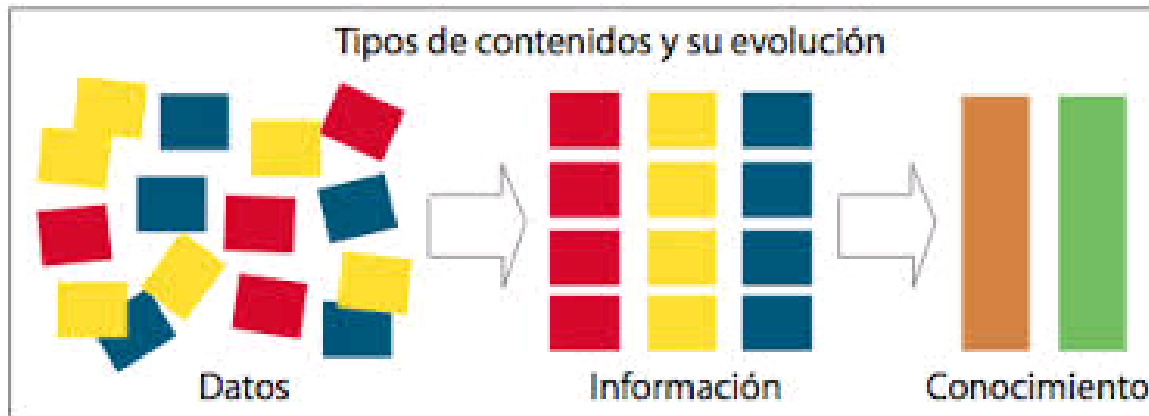 Tipos de contenidos y su evolución
Datos
Información
Conocimiento